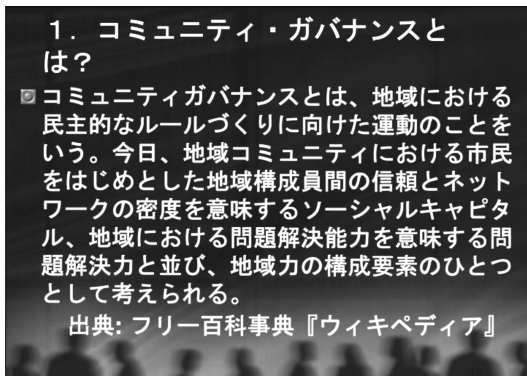 １．コミュニティ・ガバナンスと
は？
コミュニティガバナンスとは、地域における
民主的なルールづくりに向けた運動のことを
いう。今日、地域コミュニティにおける市民
をはじめとした地域構成員間の信頼とネット
ワークの密度を意味するソーシャルキャピタ
ル、地域における問題解決能力を意味する問
題解決力と並び、地域力の構成要素のひとつ
として考えられる。
出典: フリー百科事典『ウィキペディア』